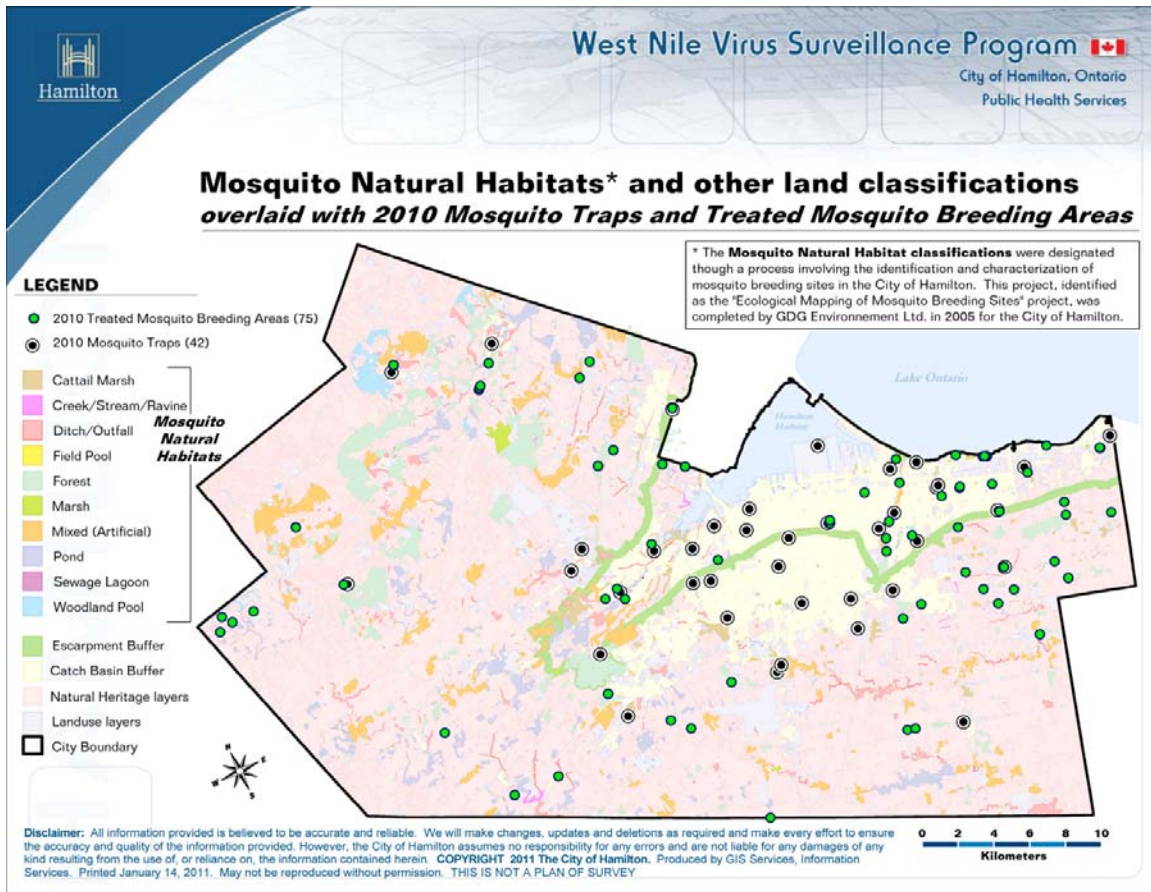 Hamilton
West Nile Virus Surveillance Program
City of Hamilton, Ontario
Public Health Services
Mosquito Natural Habitats* and other land classifications
overlaid with 2010 Mosquito Traps and Treated Mosquito Breeding Areas
* The Mosquito Natural Habitat classifications were designated
though a process involving the identification and characterization of
mosquito breeding sites in the City of Hamilton. This project, identified
as the "Ecological Mapping of Mosquito Breeding Sites" project, was
completed by GDG Environnement Ltd. in 2005 for the City of Hamilton.
LEGEND
2010 Treated Mosquito Breeding Areas (75)
2010 Mosquito Traps (42)
Cattail Marsh
Creek/Stream/Ravine
Ditch/Outfall
Field Pool
Forest
Marsh
Mixed (Artificial)
Pond
Sewage Lagoon
Woodland Pool
Mosquito
Natural
Habitats
Escarpment Buffer
Catch Basin Buffer
Natural Heritage layers
Landuse layers
City Boundary
Lake Ontario
Hamilton
Harbour
N
E
W
S
Disclaimer: All information provided is believed to be accurate and reliable. We will make changes, updates and deletions as required and make every effort to ensure
the accuracy and quality of the information provided. However, the City of Hamilton assumes no responsibility for any errors and are not liable for any damages of any
kind resulting from the use of, or reliance on, the information contained herein. COPYRIGHT 2011 The City of Hamilton. Produced by GIS Services, Information
Services. Printed January 14, 2011. May not be reproduced without permission. THIS IS NOT A PLAN OF SURVEY
0 2 4 6 8 10
Kilometers